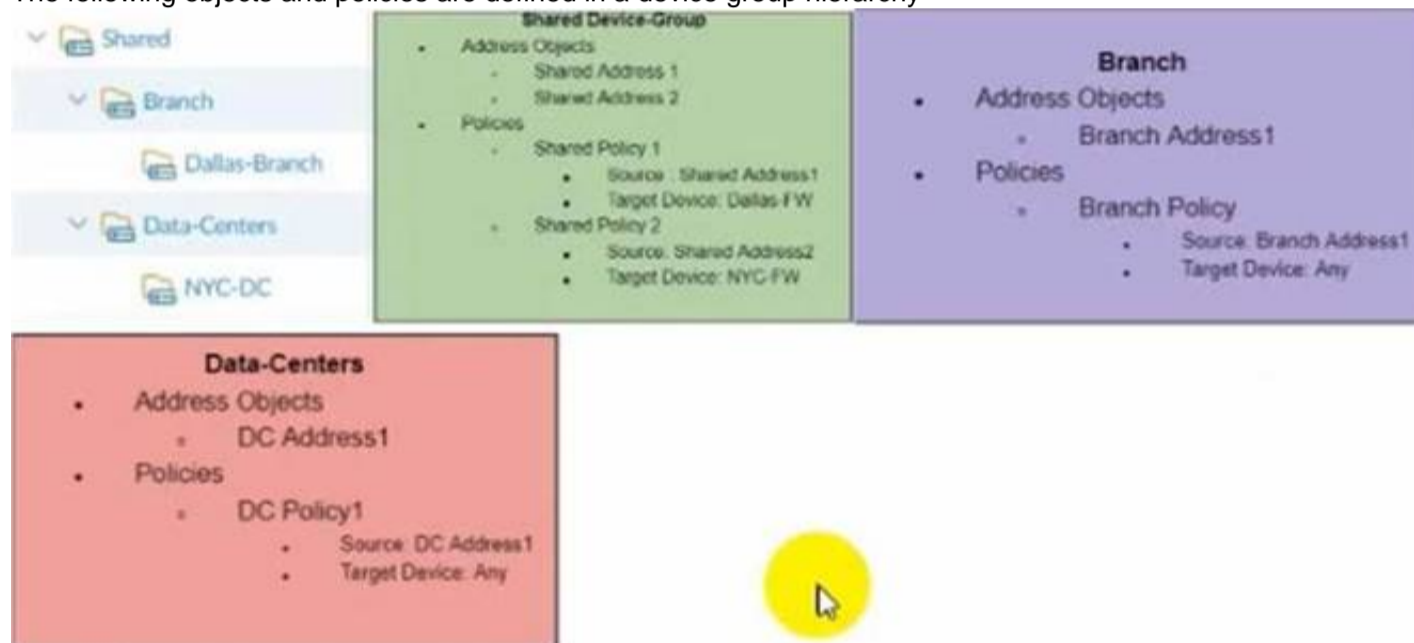 The following objects and policies are defined in a device group hierarchy
Shared
Branch
Dallas-Branch
Data-Centers
NYC-DC
Shared Device-Group
Address Objects
Shared Address 1
Shared Address 2
Policies
Shared Policy 1
Source : Shared Address1
Target Device: Dallas-FW
Shared Policy 2
Source: Shared Address2
Target Device: NYC-FW
Branch
Address Objects
Branch Address1
Policies
Branch Policy
Source: Branch Address1
Target Device: Any
Data-Centers
Address Objects
DC Address1
Policies
DC Policy1
Source: DC Address1
Target Device: Any